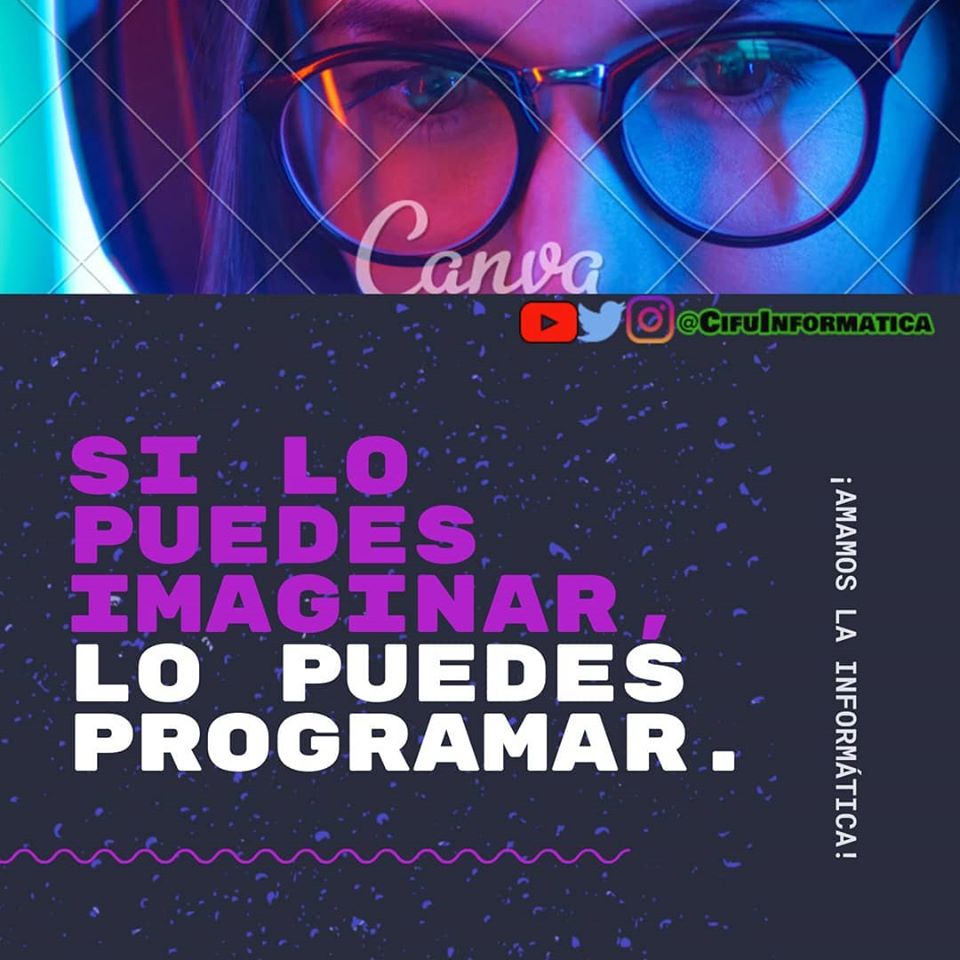 Canva
@CifuInformatica
SI LO
PUEDES
IMAGINAR,
LO PUEDES
PROGRAMAR.
¡AMAMOS LA INFORMÁTICA!